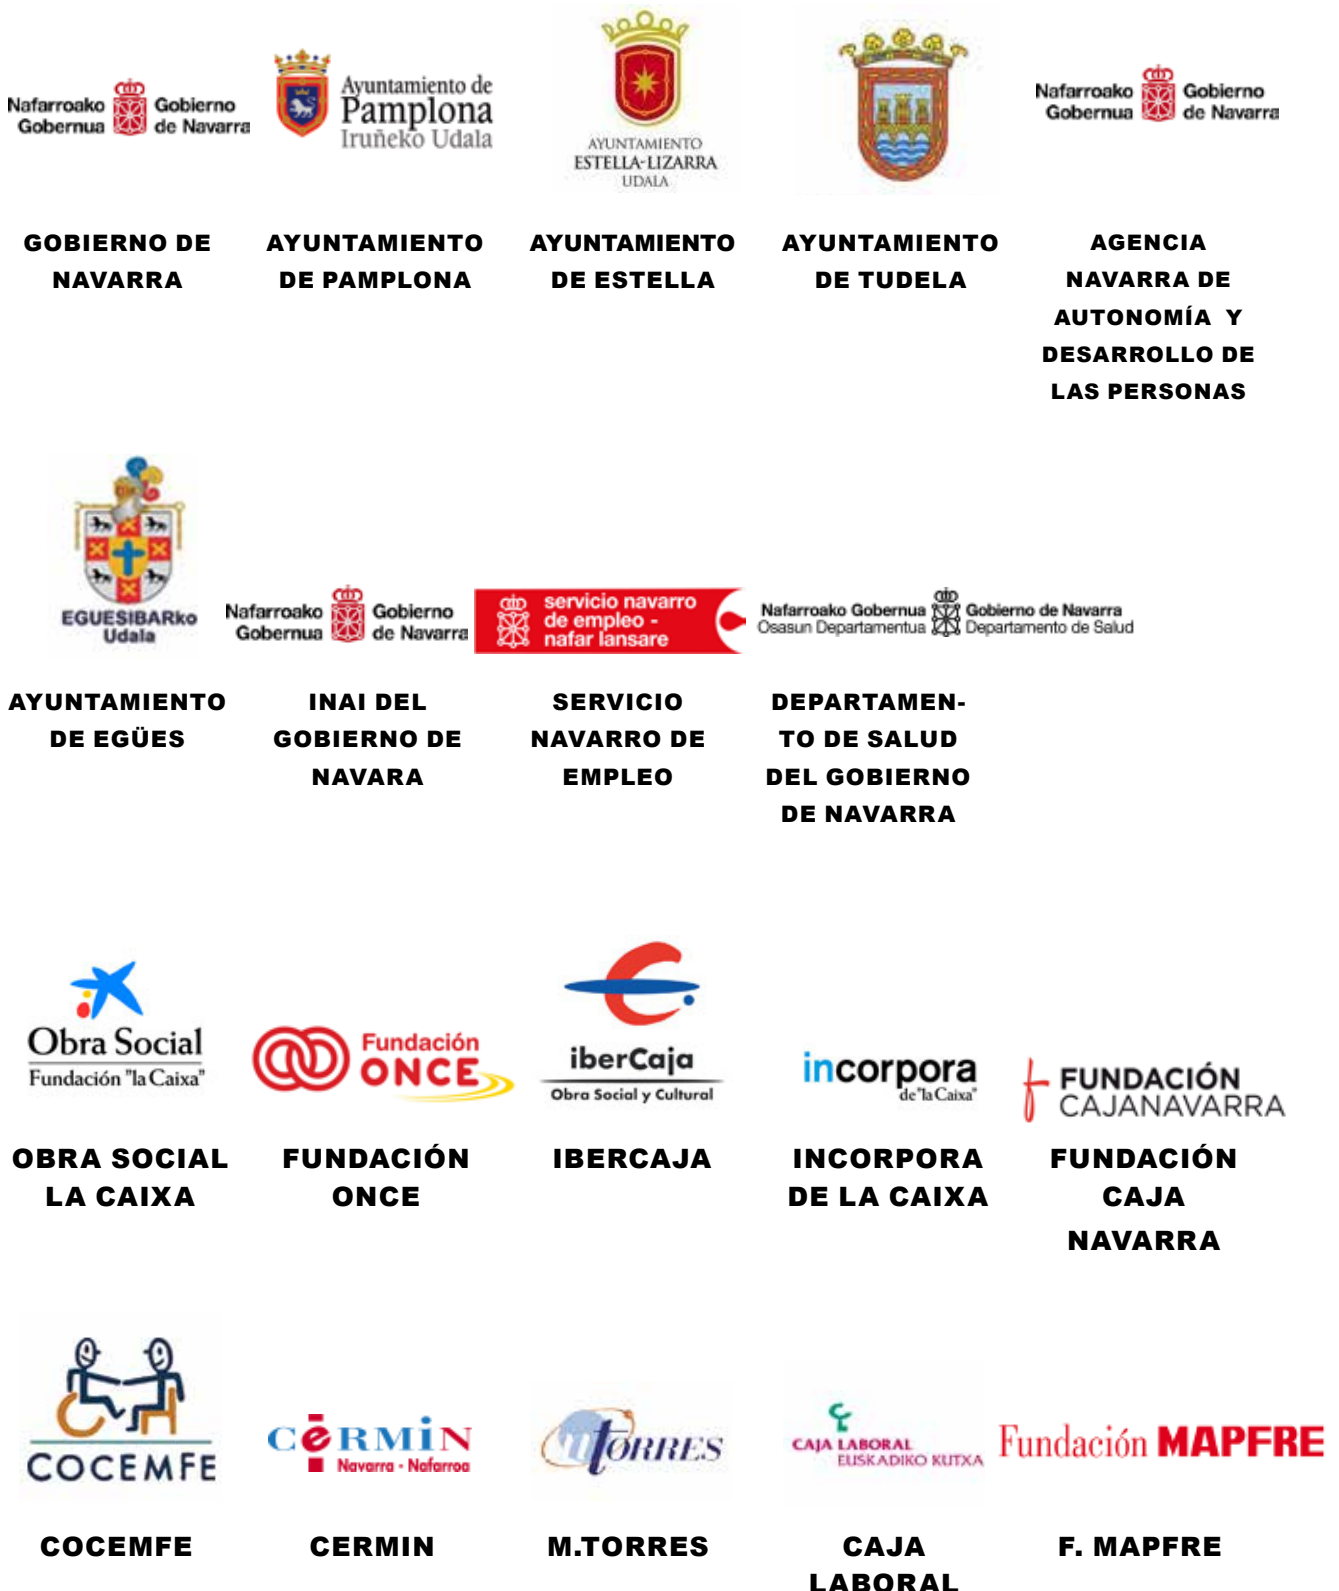 Nafarroako Gobierno
Gobernua de Navarra
Ayuntamiento de
Pamplona
Iruñeko Udala
AYUNTAMIENTO
ESTELLA-LIZARRA
UDALA
Nafarroako Gobierno
Gobernua de Navarra
GOBIERNO DE
NAVARRA
AYUNTAMIENTO
DE PAMPLONA
AYUNTAMIENTO
DE ESTELLA
AYUNTAMIENTO
DE TUDELA
AGENCIA
NAVARRA DE
AUTONOMÍA Y
DESARROLLO DE
LAS PERSONAS
EGUESIBARko
Udala
Nafarroako Gobierno
Gobernua de Navarra
servicio navarro
de empleo -
nafar lansare
Nafarroako Gobernua Gobierno de Navarra
Osasun Departamentua Departamento de Salud
AYUNTAMIENTO
DE EGÜES
INAI DEL
GOBIERNO DE
NAVARA
SERVICIO
NAVARRO DE
EMPLEO
DEPARTAMEN-
TO DE SALUD
DEL GOBIERNO
DE NAVARRA
Obra Social
Fundación "la Caixa"
Fundación
ONCE
iberCaja
Obra Social y Cultural
incorpora
de "la Caixa"
FUNDACIÓN
CAJANAVARRA
OBRA SOCIAL
LA CAIXA
FUNDACIÓN
ONCE
IBERCAJA
INCORPORA
DE LA CAIXA
FUNDACIÓN
CAJA
NAVARRA
COCEMFE
CERMIN
Navarra - Nafarroa
mTORRES
CAJA LABORAL
EUSKADIKO KUTXA
Fundación MAPFRE
COCEMFE
CERMIN
M.TORRES
CAJA
LABORAL
F. MAPFRE